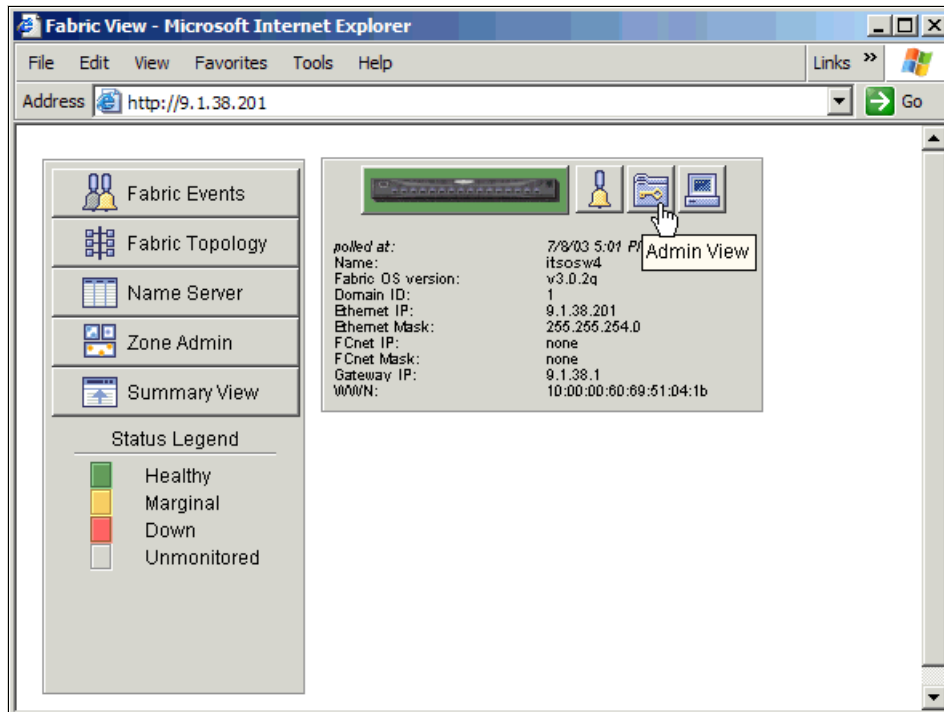 Fabric View - Microsoft Internet Explorer
File Edit View Favorites Tools Help Links »
Address http://9.1.38.201 Go
Fabric Events
Fabric Topology
Name Server
Zone Admin
Summary View
Status Legend
Healthy
Marginal
Down
Unmonitored
polled at: 7/8/03 5:01
Admin View
Name: itsosw4
Fabric OS version: v3.0.2q
Domain ID: 1
Ethernet IP: 9.1.38.201
Ethernet Mask: 255.255.254.0
FCnet IP: none
FCnet Mask: none
Gateway IP: 9.1.38.1
WWN: 10:00:00:60:69:51:04:1b